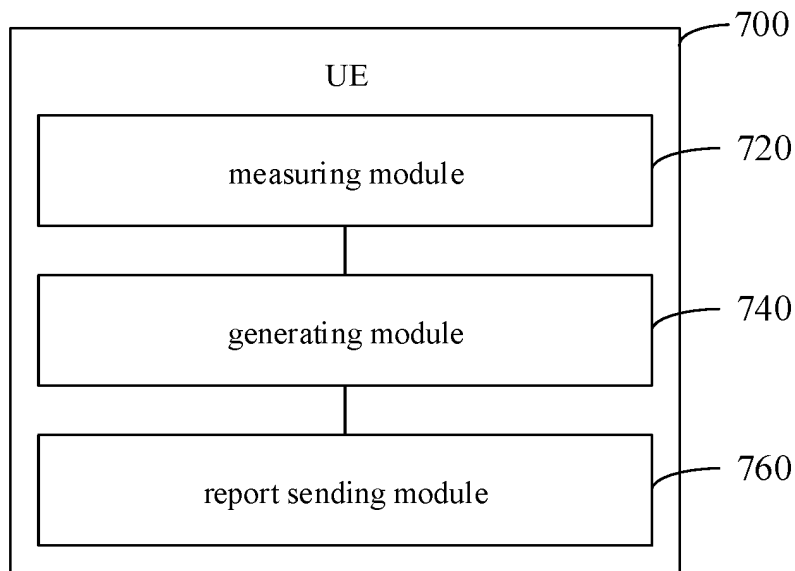 700
UE
measuring module
720
generating module
740
report sending module
760